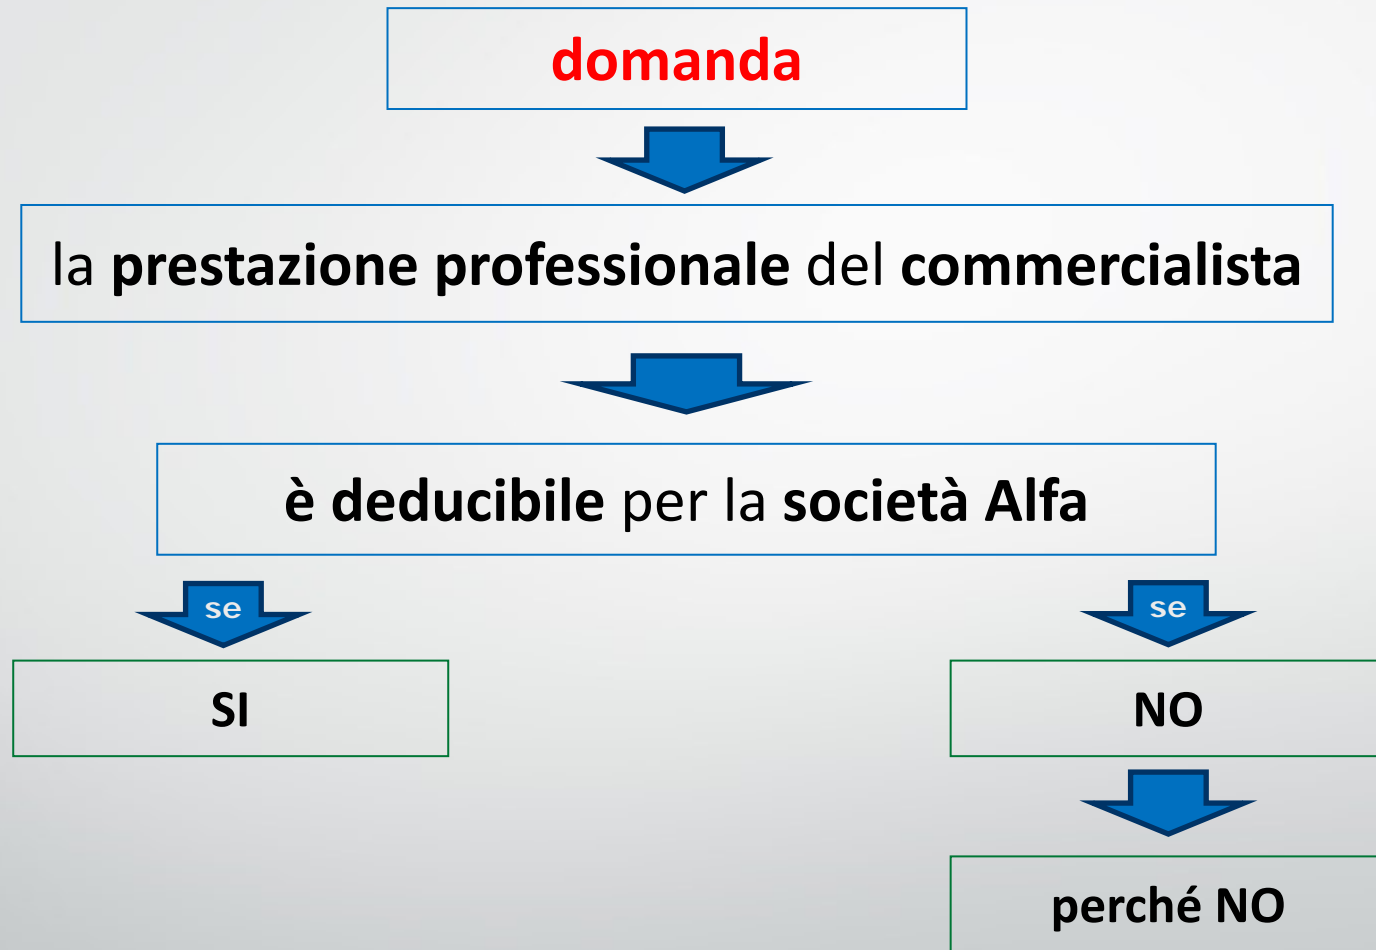 domanda
la prestazione professionale del commercialista
è deducibile per la società Alfa
se
se
SI
NO
perché NO